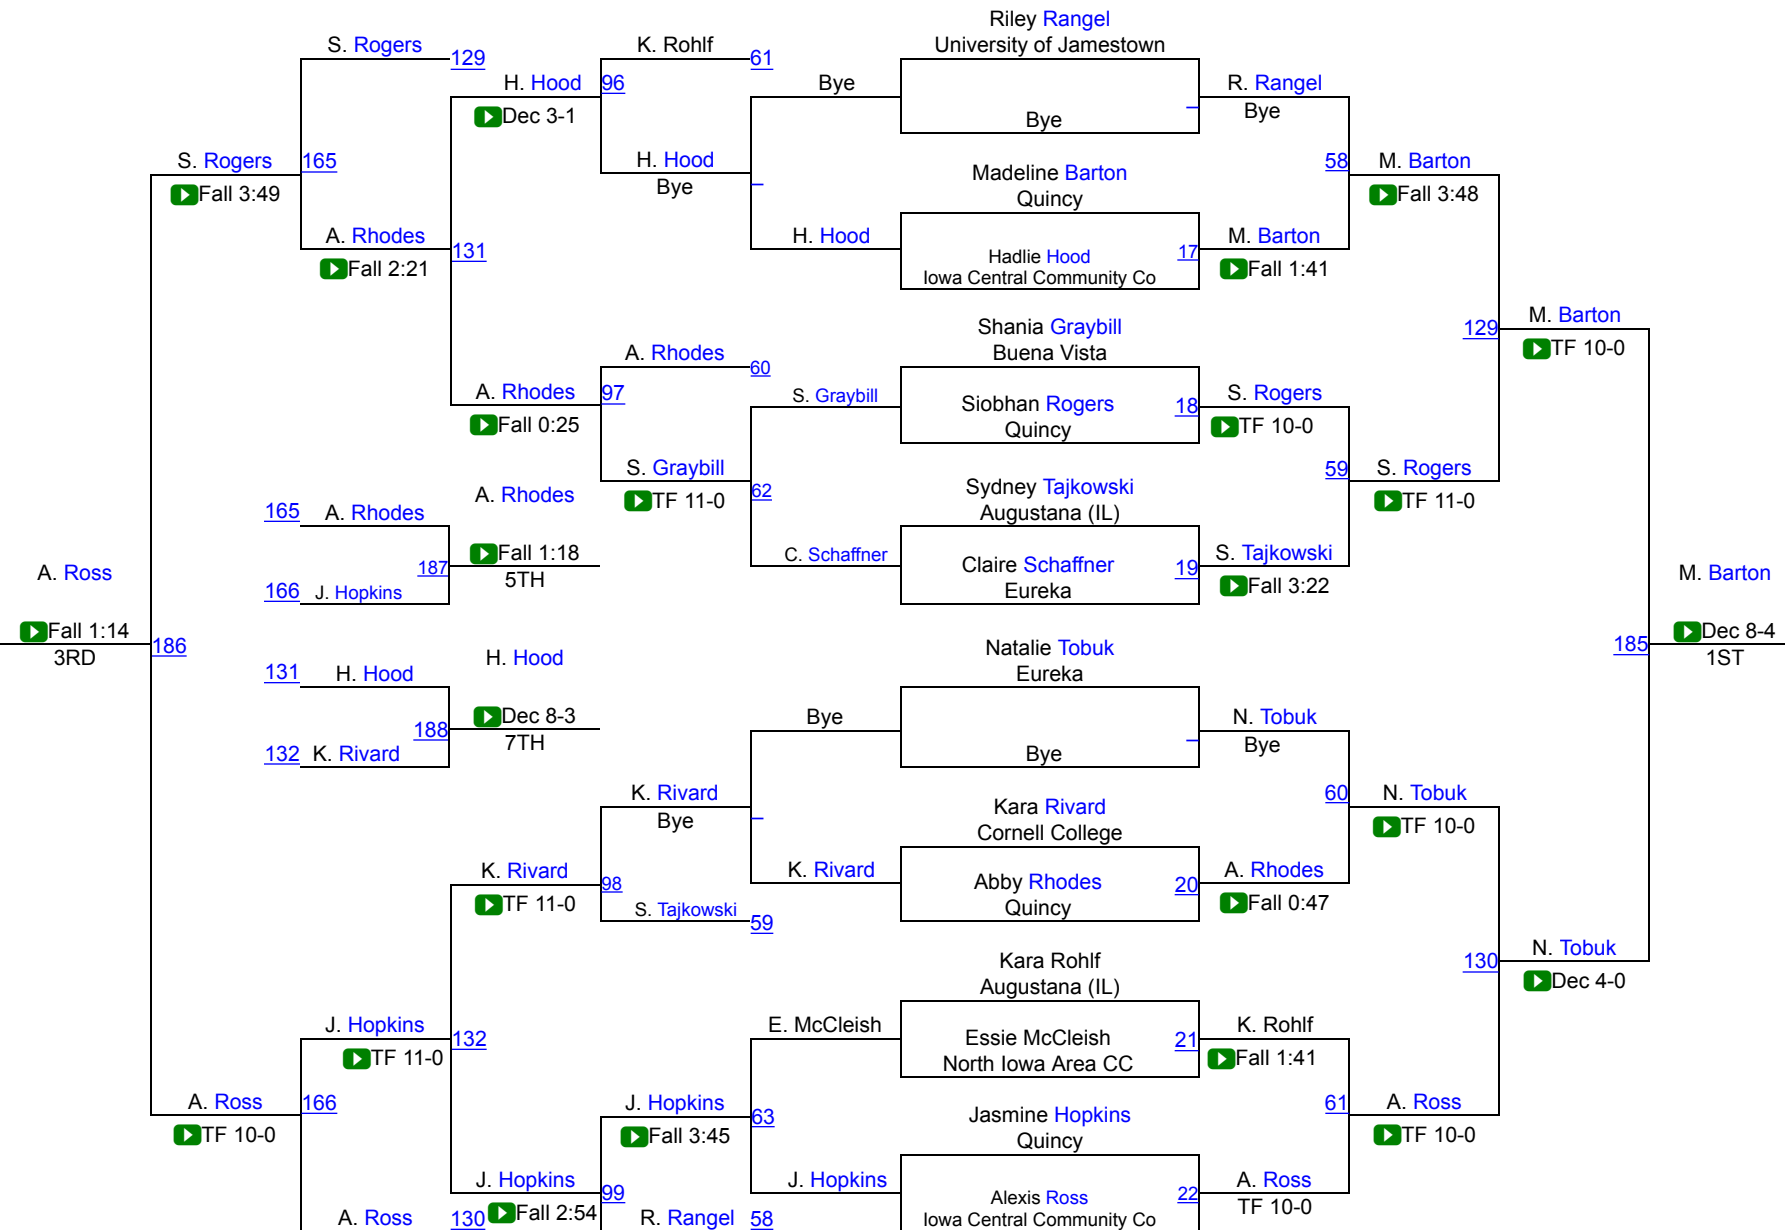 Riley Rangel
S. Rogers
K. Rohlf
University of Jamestown
129
61
H. Hood
96
Bye
R. Rangel
Dec 3-1
Bye
Bye
S. Rogers
165
H. Hood
Madeline Barton
58
M. Barton
Fall 3:49
Bye
Quincy
Fall 3:48
A. Rhodes
131
H. Hood
Hadlie Hood
17
M. Barton
Fall 2:21
Iowa Central Community Co
Fall 1:41
Shania Graybill
129
M. Barton
A. Rhodes
60
Buena Vista
TF 10-0
A. Rhodes
97
S. Graybill
Siobhan Rogers
18
S. Rogers
Fall 0:25
Quincy
TF 10-0
S. Graybill
62
Sydney Tajkowski
59
S. Rogers
A. Rhodes
TF 11-0
Augustana (IL)
TF 11-0
165
A. Rhodes
187
Fall 1:18
5TH
C. Schaffner
Claire Schaffner
19
S. Tajkowski
166
J. Hopkins
Eureka
Fall 3:22
A. Ross
M. Barton
Fall 1:14
186
185
Dec 8-4
3RD
1ST
131
H. Hood
H. Hood
Natalie Tobuk
Eureka
188
Dec 8-3
Bye
N. Tobuk
132
K. Rivard
7TH
Bye
Bye
K. Rivard
Kara Rivard
60
N. Tobuk
Bye
Cornell College
TF 10-0
K. Rivard
98
K. Rivard
Abby Rhodes
20
A. Rhodes
TF 11-0
S. Tajkowski
59
Quincy
Fall 0:47
Kara Rohlf
130
N. Tobuk
Augustana (IL)
Dec 4-0
J. Hopkins
132
E. McCleish
Essie McCleish
21
K. Rohlf
TF 11-0
North Iowa Area CC
Fall 1:41
A. Ross
166
J. Hopkins
63
Jasmine Hopkins
61
A. Ross
TF 10-0
Fall 3:45
Quincy
TF 10-0
J. Hopkins
99
J. Hopkins
Alexis Ross
22
A. Ross
A. Ross
130
Fall 2:54
R. Rangel
58
Iowa Central Community Co
TF 10-0